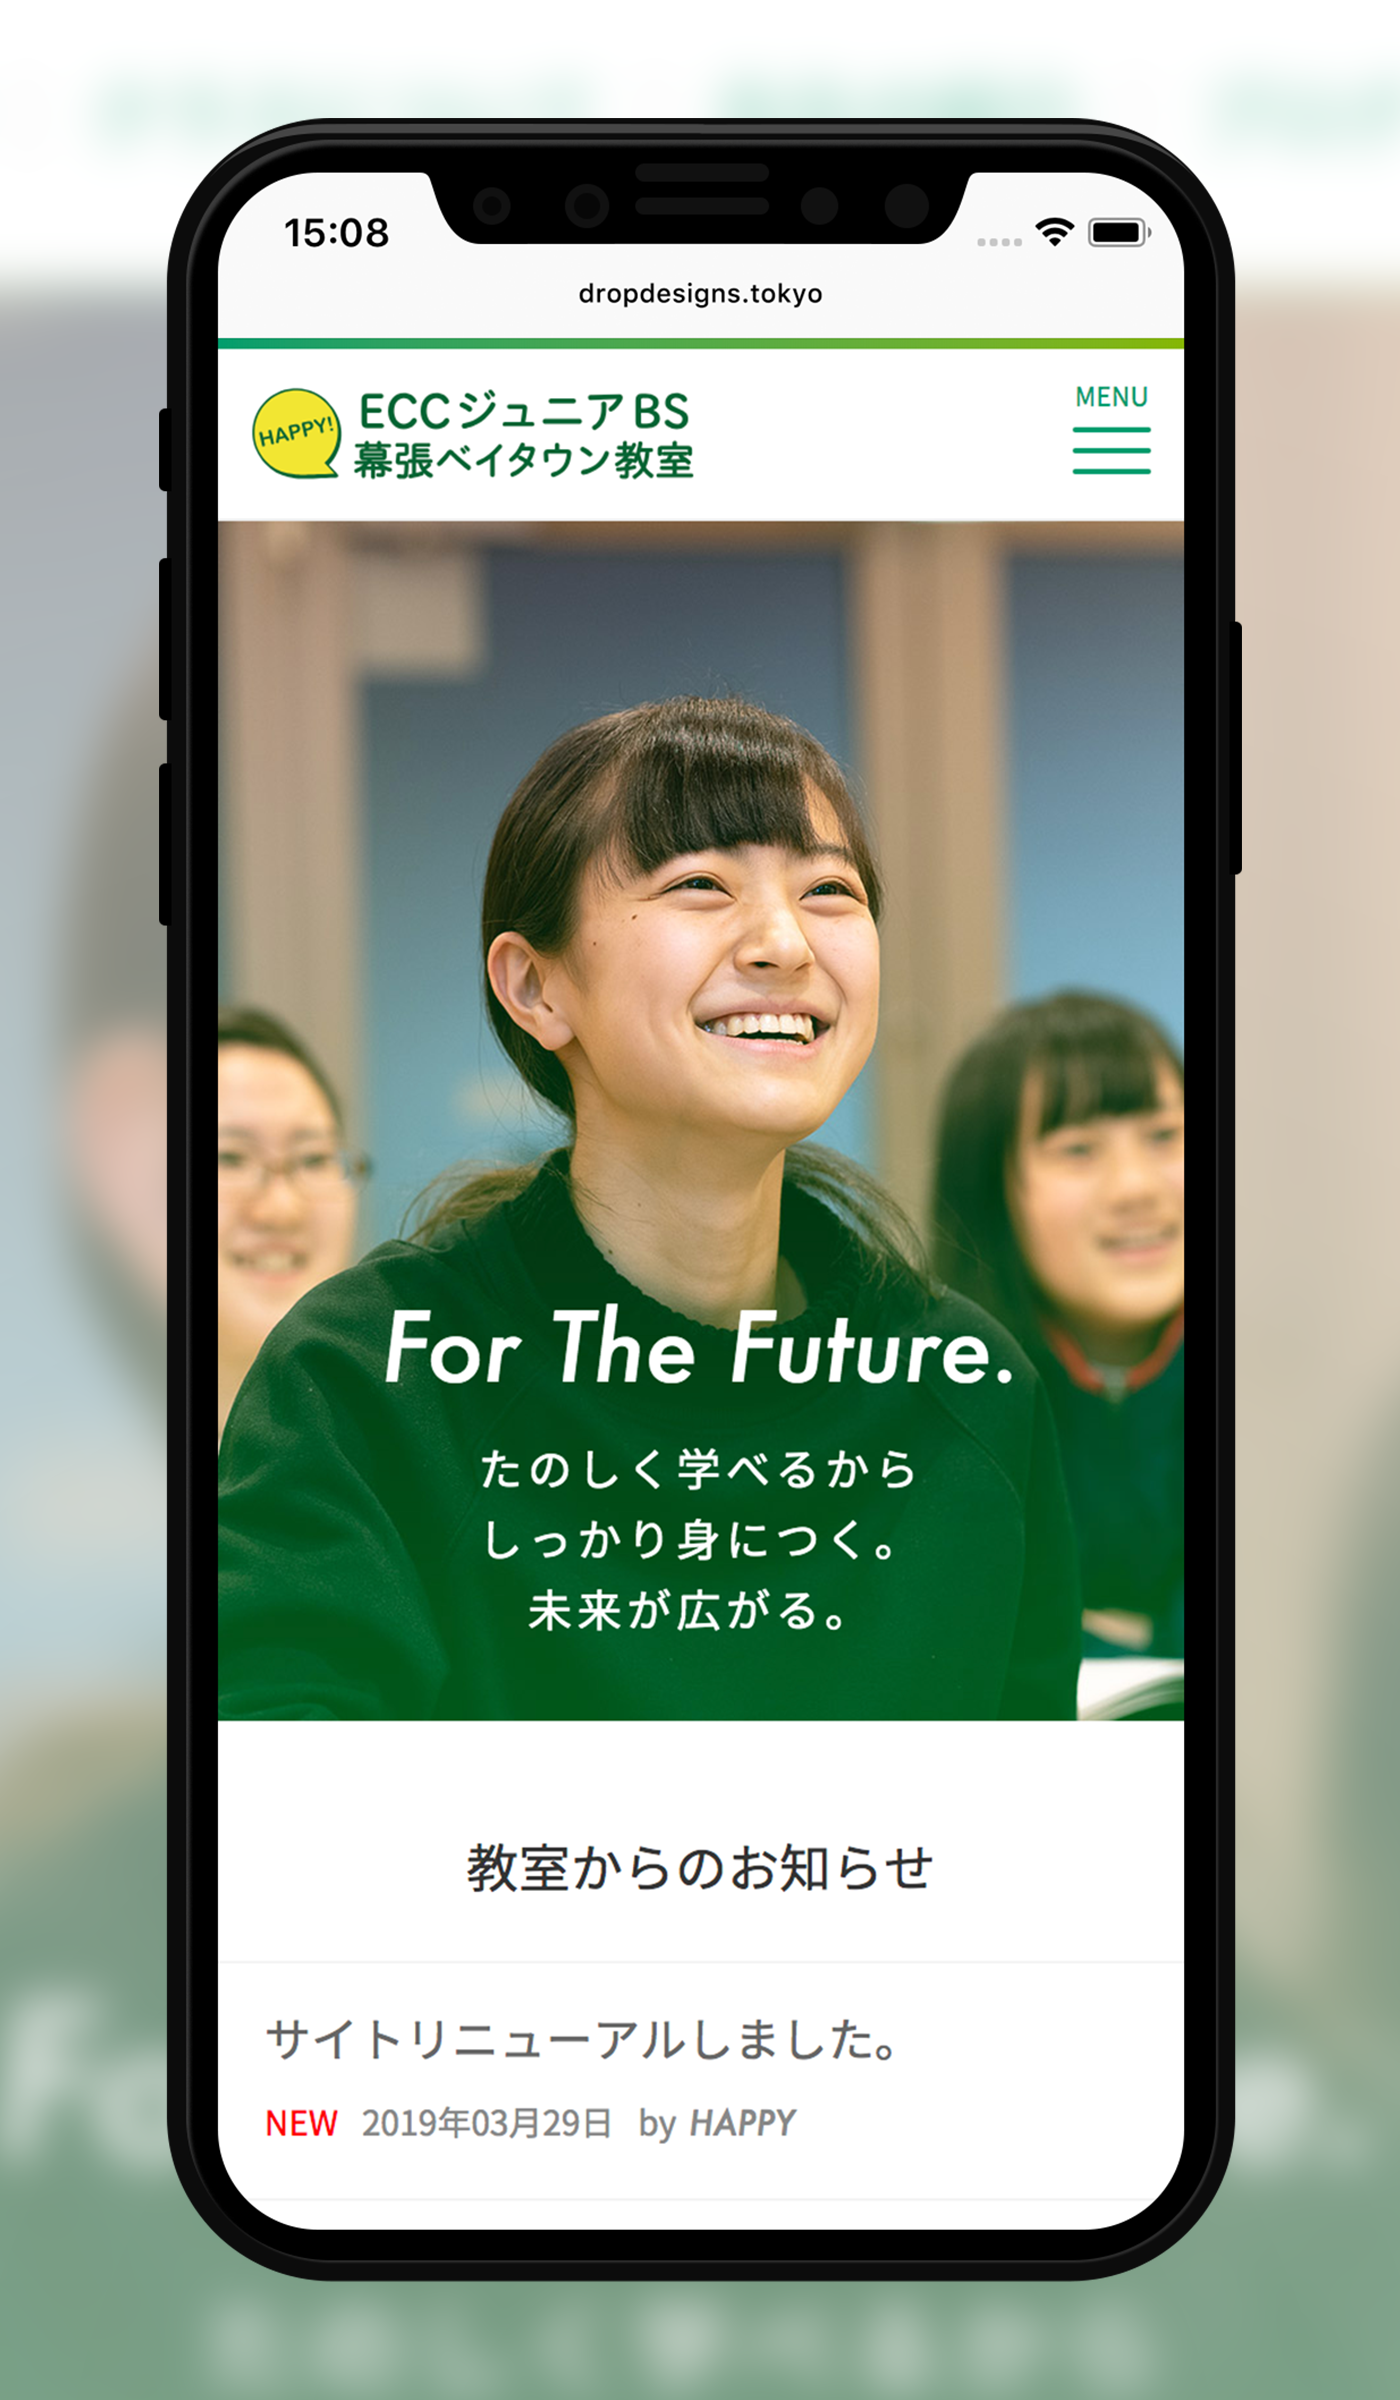 15:08
dropdesigns.tokyo
HAPPY!
ECCジュニアBS
幕張ベイタウン教室
MENU
For The Future.
たのしく学べるから
しっかり身につく。
未来が広がる。
教室からのお知らせ
サイトリニューアルしました。
NEW 2019年03月29日 by HAPPY